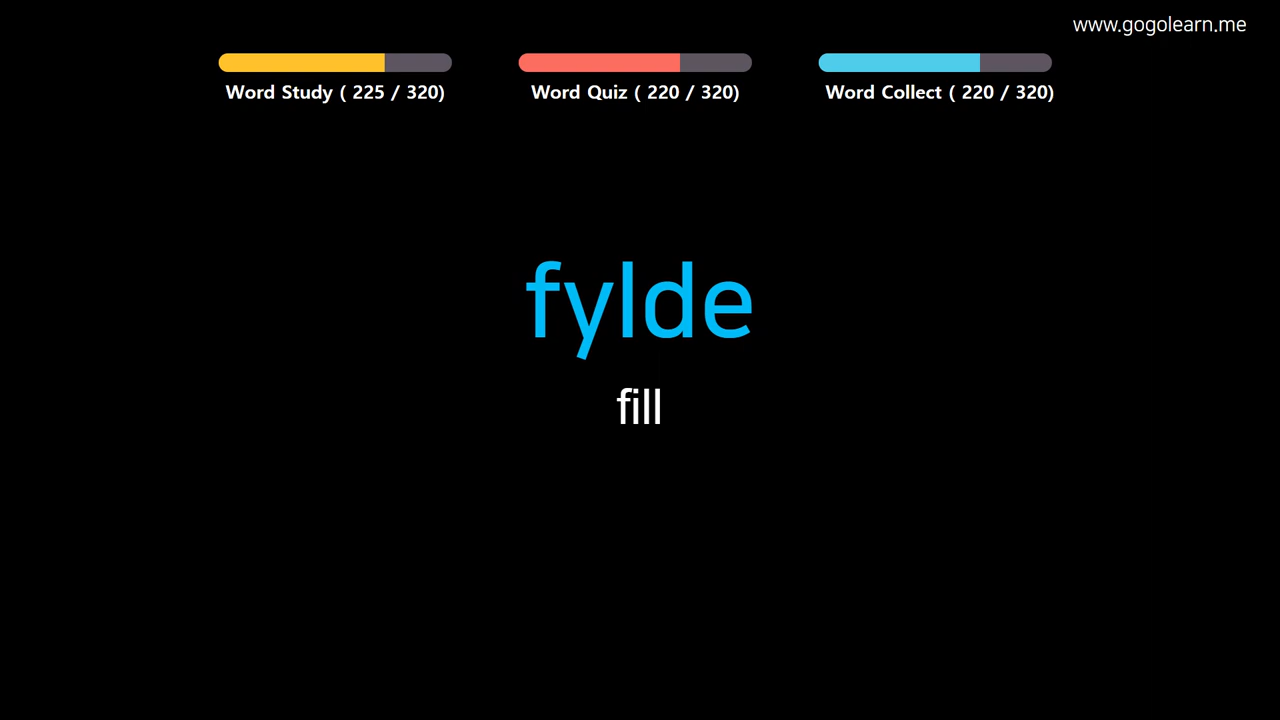 www.gogolearn.me
Word Study ( 225 / 320)
Word Quiz ( 220 / 320)
Word Collect ( 220 / 320)
fylde
fill